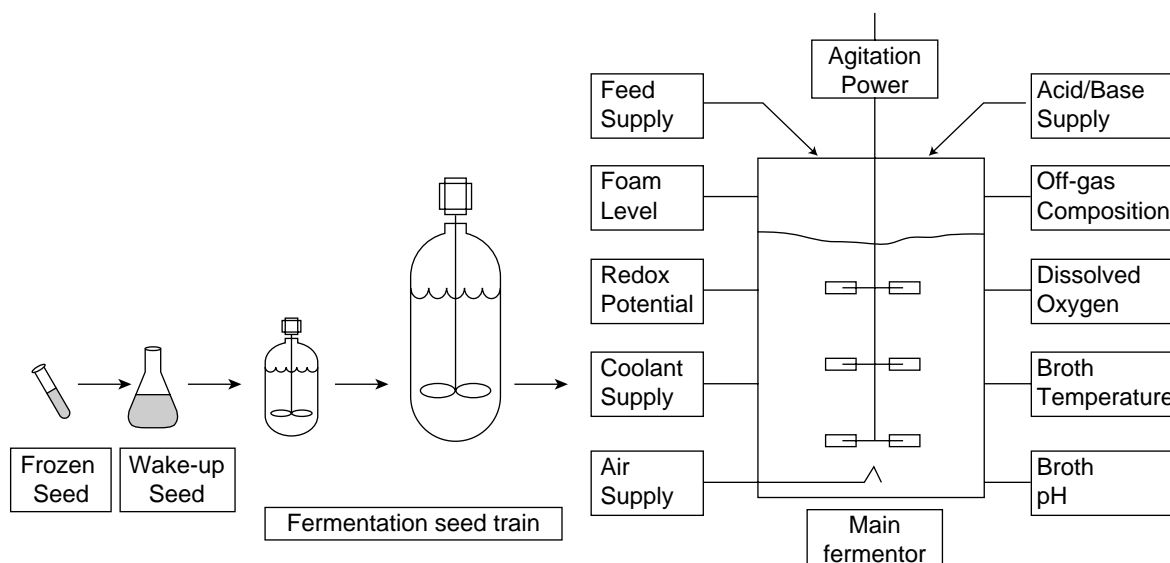 Frozen
Seed
Wake-up
Seed
Fermentation seed train
Agitation
Power
Feed
Supply
Foam
Level
Redox
Potential
Coolant
Supply
Air
Supply
Acid/Base
Supply
Off-gas
Composition
Dissolved
Oxygen
Broth
Temperature
Broth
pH
Main
fermentor